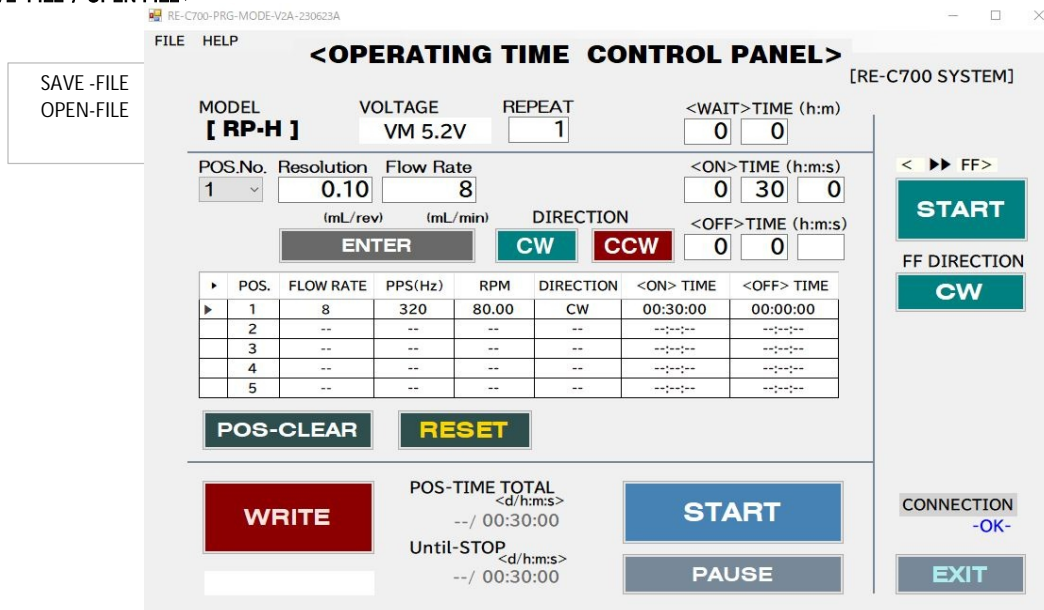 RE-C700-PRG-MODE-V2A-230623A
FILE HELP
<OPERATING TIME CONTROL PANEL>
[RE-C700 SYSTEM]
SAVE -FILE
OPEN-FILE
MODEL VOLTAGE REPEAT <WAIT>TIME (h:m)
[ RP-H ] VM 5.2V 1 0 0
POS.No. Resolution Flow Rate <ON>TIME (h:m:s)
1 0.10 8 0 30 0
(mL/rev) (mL/min) DIRECTION <OFF>TIME (h:m:s)
ENTER CW CCW 0 0
< ▶▶ FF>
START
FF DIRECTION
CW
POS. FLOW RATE PPS(Hz) RPM DIRECTION <ON> TIME <OFF> TIME
1 8 320 80.00 CW 00:30:00 00:00:00
2 -- -- -- -- --:--:-- --:--:--
3 -- -- -- -- --:--:-- --:--:--
4 -- -- -- -- --:--:-- --:--:--
5 -- -- -- -- --:--:-- --:--:--
POS-CLEAR RESET
WRITE
POS-TIME TOTAL
<d/h:m:s>
--/ 00:30:00
Until-STOP
<d/h:m:s>
--/ 00:30:00
START
PAUSE
CONNECTION
-OK-
EXIT